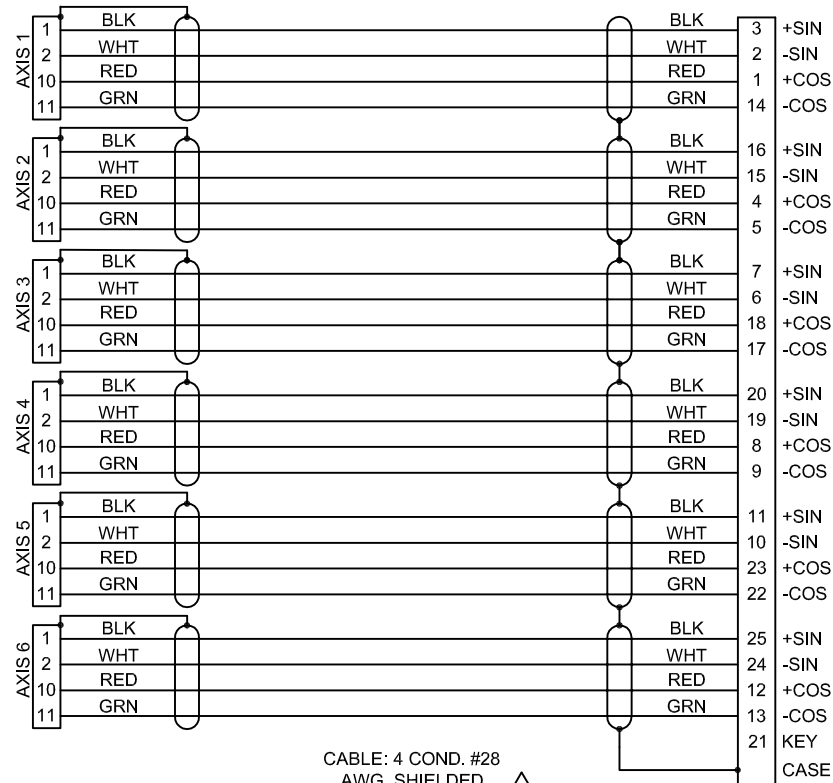 AXIS 1
1 BLK BLK 3 +SIN
2 WHT WHT 2 -SIN
10 RED RED 1 +COS
11 GRN GRN 14 -COS
AXIS 2
1 BLK BLK 16 +SIN
2 WHT WHT 15 -SIN
10 RED RED 4 +COS
11 GRN GRN 5 -COS
AXIS 3
1 BLK BLK 7 +SIN
2 WHT WHT 6 -SIN
10 RED RED 18 +COS
11 GRN GRN 17 -COS
AXIS 4
1 BLK BLK 20 +SIN
2 WHT WHT 19 -SIN
10 RED RED 8 +COS
11 GRN GRN 9 -COS
AXIS 5
1 BLK BLK 11 +SIN
2 WHT WHT 10 -SIN
10 RED RED 23 +COS
11 GRN GRN 22 -COS
AXIS 6
1 BLK BLK 25 +SIN
2 WHT WHT 24 -SIN
10 RED RED 12 +COS
11 GRN GRN 13 -COS
21 KEY
CASE
CABLE: 4 COND. #28
AWG, SHIELDED